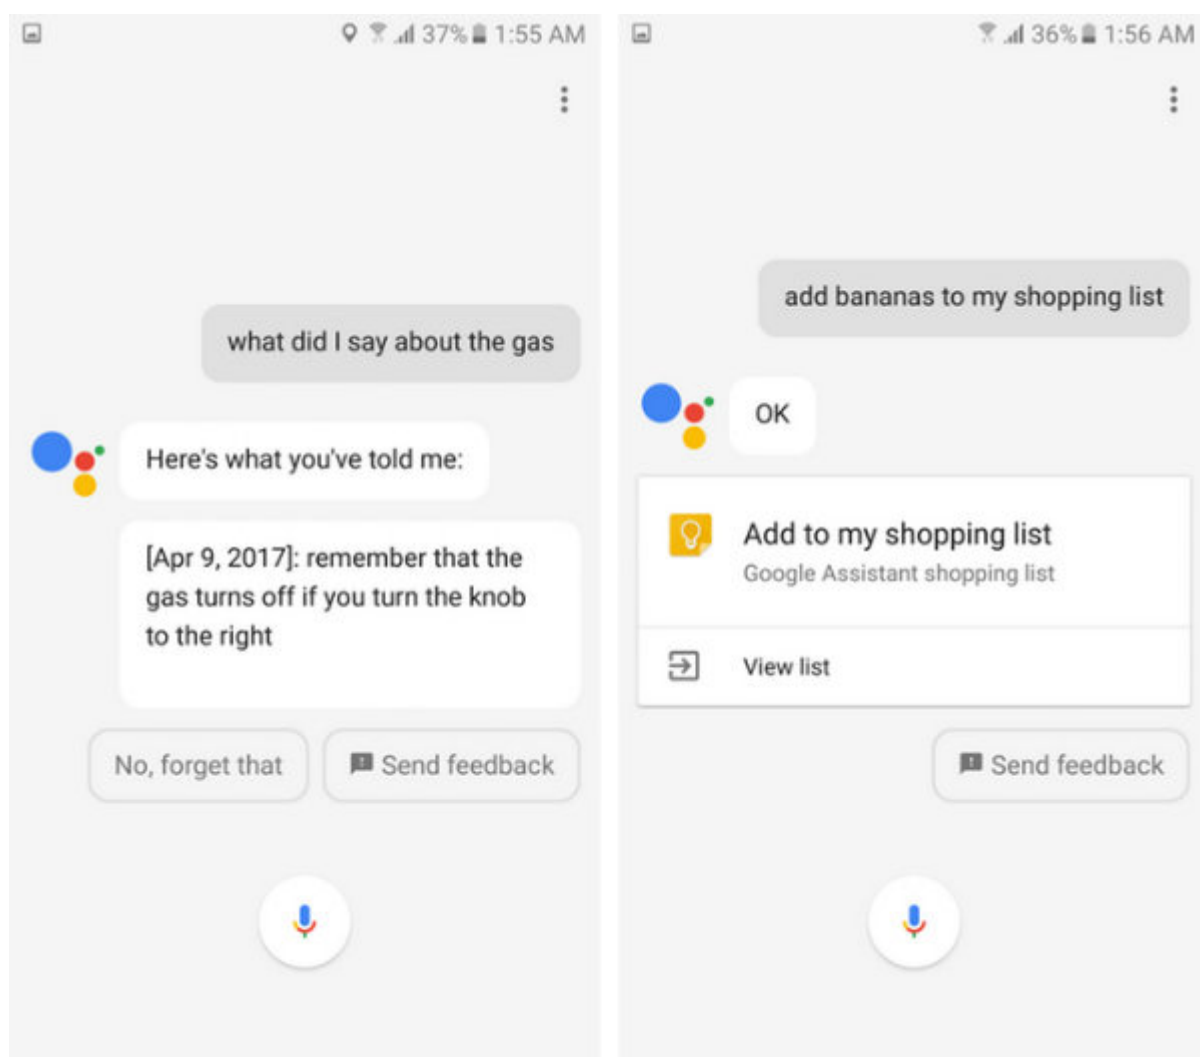 37% 1:55 AM
what did I say about the gas
Here's what you've told me:
[Apr 9, 2017]: remember that the
gas turns off if you turn the knob
to the right
No, forget that
Send feedback
36% 1:56 AM
add bananas to my shopping list
OK
Add to my shopping list
Google Assistant shopping list
View list
Send feedback